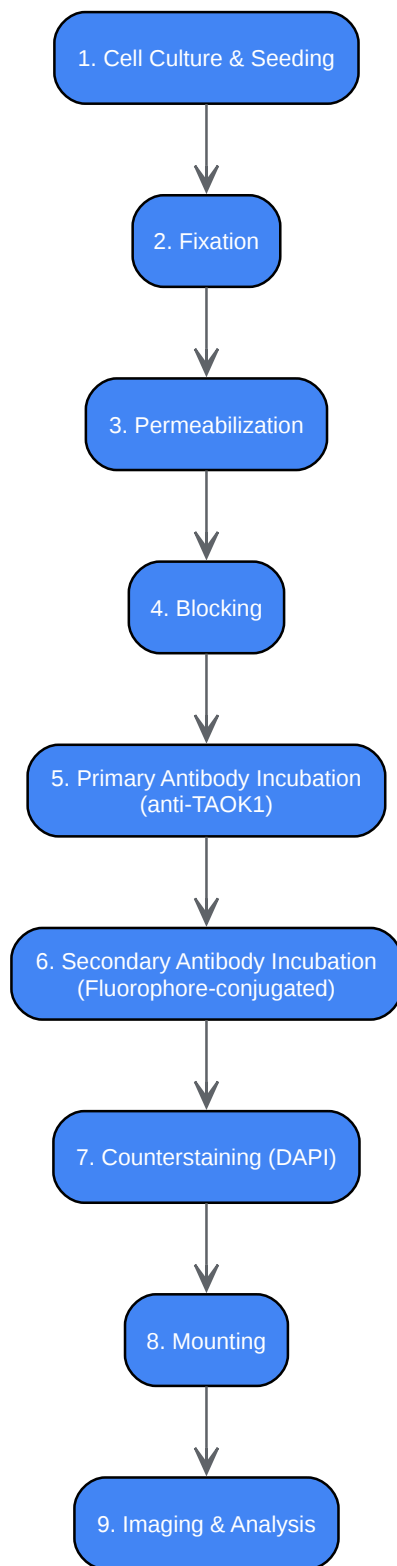 1. Cell Culture & Seeding
2. Fixation
3. Permeabilization
4. Blocking
5. Primary Antibody Incubation
(anti-TAOK1)
6. Secondary Antibody Incubation
(Fluorophore-conjugated)
7. Counterstaining (DAPI)
8. Mounting
9. Imaging & Analysis